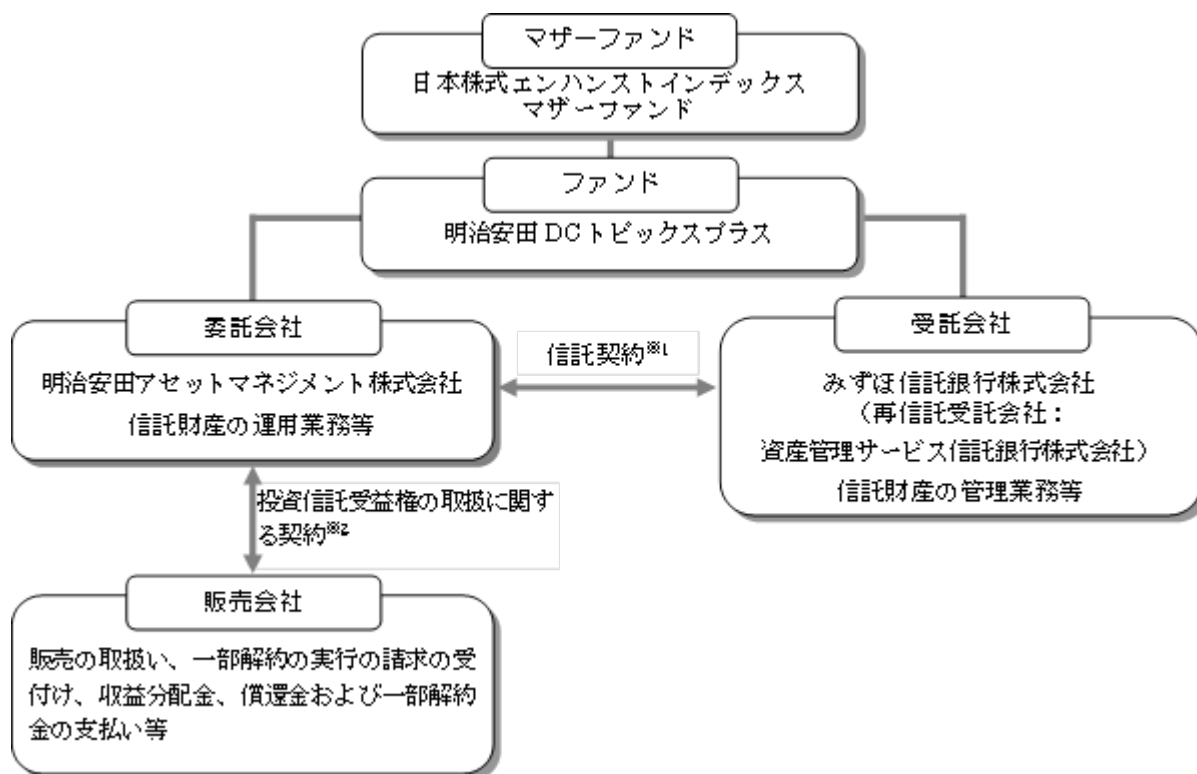 マザーファンド
日本株式エンハンストインデックス
マザーファンド
ファンド
明治安田DCトピックスプラス
委託会社
明治安田アセットマネジメント株式会社
信託財産の運用業務等
信託契約※1
受託会社
みずほ信託銀行株式会社
（再信託受託会社：
資産管理サービス信託銀行株式会社）
信託財産の管理業務等
投資信託受益権の取扱に関す
る契約※2
販売会社
販売の取扱い、一部解約の実行の請求の受
付け、収益分配金、償還金および一部解約
金の支払い等